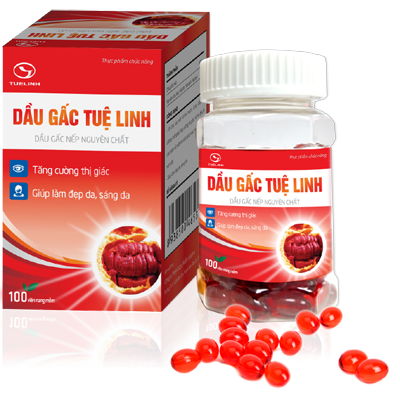 TUELINH
Thực phẩm chức năng
DẦU GẤC TUỆ LINH
DẦU GẤC NẾP NGUYÊN CHẤT
Tăng cường thị giác
Giúp làm đẹp da, sáng da
100 viên nang mềm
TUELINH
Thực phẩm chức năng
DẦU GẤC TUỆ LINH
DẦU GẤC NẾP NGUYÊN CHẤT
Tăng cường thị giác
Giúp làm đẹp da, sáng da
100 viên nang mềm